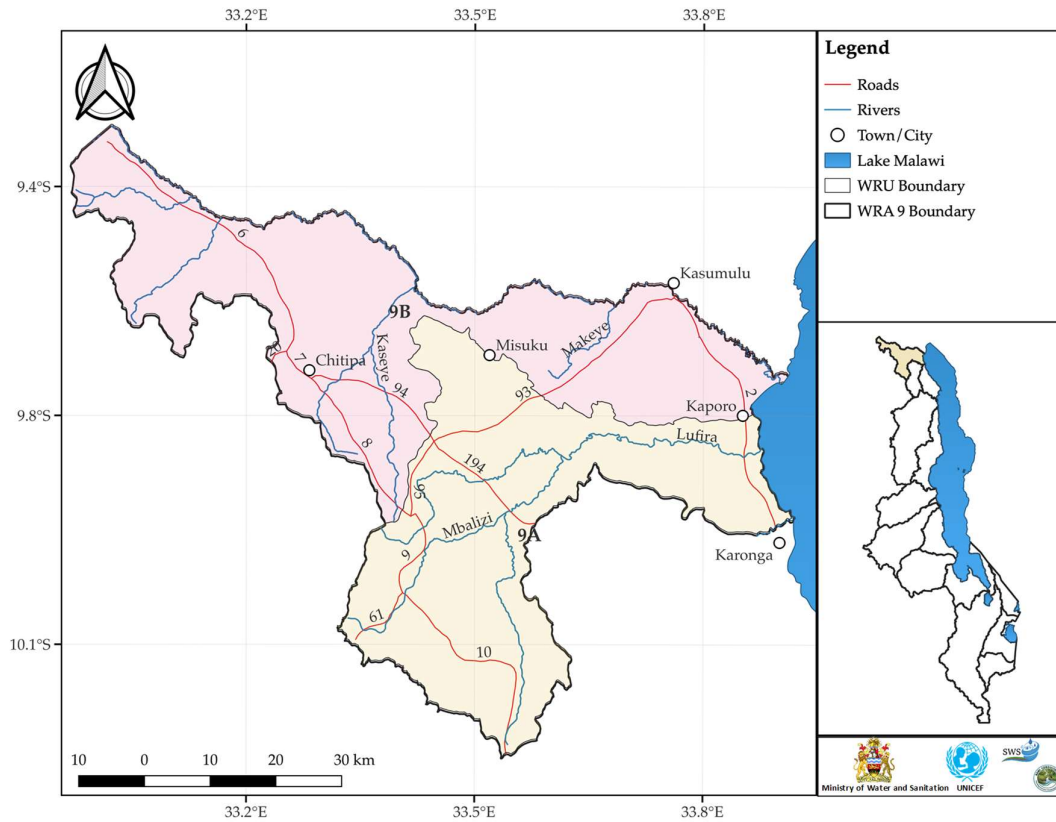 33.2°E
33.5°E
33.8°E
Legend
Roads
Rivers
Town/City
Lake Malawi
WRU Boundary
WRA 9 Boundary
9.4°S
6
Kasumulu
9B
Makeye
Misuku
Kaseve
7
Chitipa
94
93
2
Kaporo
9.8°S
8
Lufira
194
95
Mbalizi
9A
Karonga
9
61
10.1°S
10
10 0 10 20 30 km
SWS
Ministry of Water and Sanitation UNICEF
33.2°E
33.5°E
33.8°E